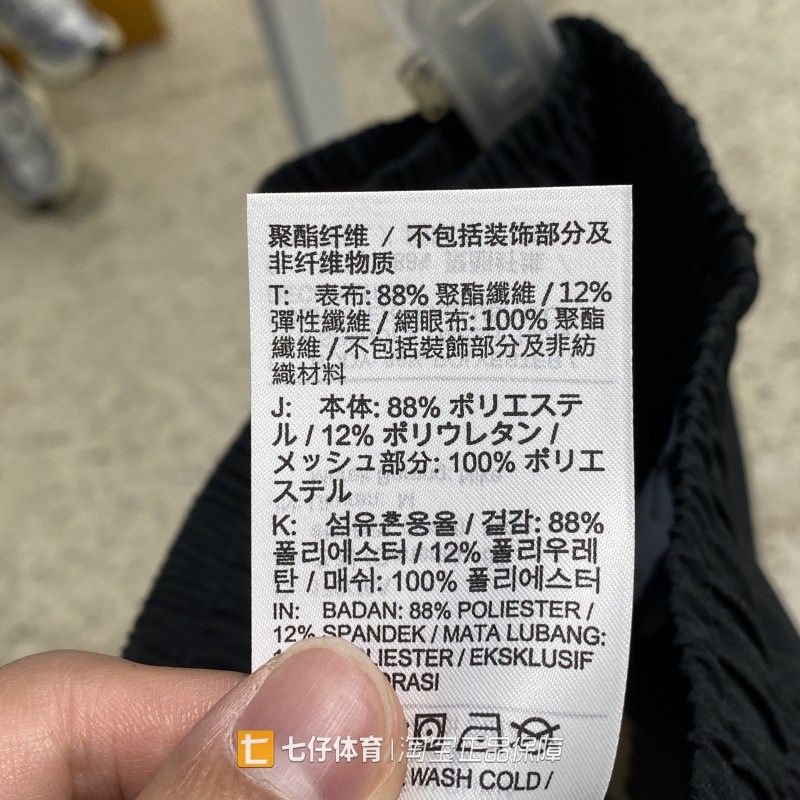 聚酯纤维 / 不包括装饰部分及
非纤维物质
T: 表布: 88% 聚酯纖維 / 12%
彈性纖維 / 網眼布: 100% 聚酯
纖維 / 不包括裝飾部分及非紡
織材料
J: 本体: 88% ポリエステ
ル / 12% ポリウレタン /
メッシュ部分: 100% ポリエ
ステル
K: 섬유혼용율 / 겉감: 88%
폴리에스터 / 12% 폴리우레
탄 / 매쉬: 100% 폴리에스터
IN: BADAN: 88% POLIESTER /
12% SPANDEK / MATA LUBANG:
/ EKSKLUSIF
七仔体育 | 淘宝正品保障
WASH COLD /